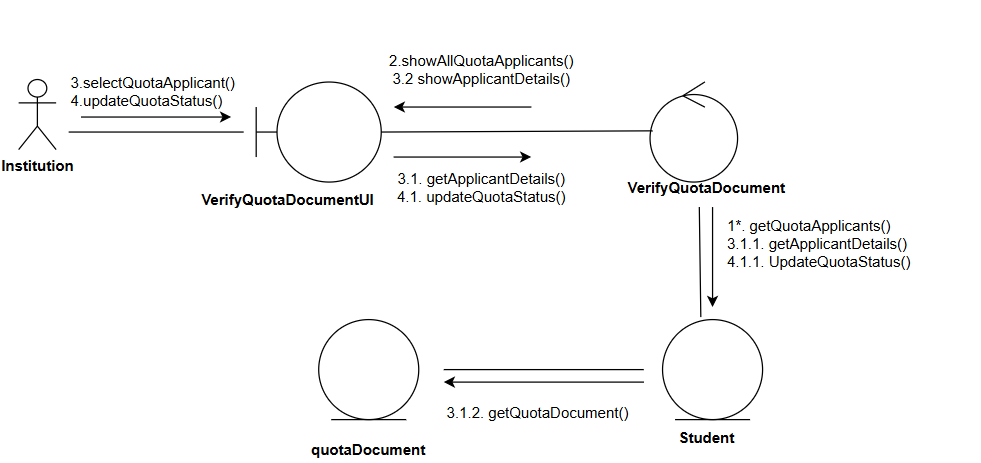 2.showAllQuotaApplicants()
3.2 showApplicantDetails()
3.selectQuotaApplicant()
4.updateQuotaStatus()
Institution
VerifyQuotaDocumentUI
3.1. getApplicantDetails()
4.1. updateQuotaStatus()
VerifyQuotaDocument
1*. getQuotaApplicants()
3.1.1. getApplicantDetails()
4.1.1. UpdateQuotaStatus()
3.1.2. getQuotaDocument()
quotaDocument
Student